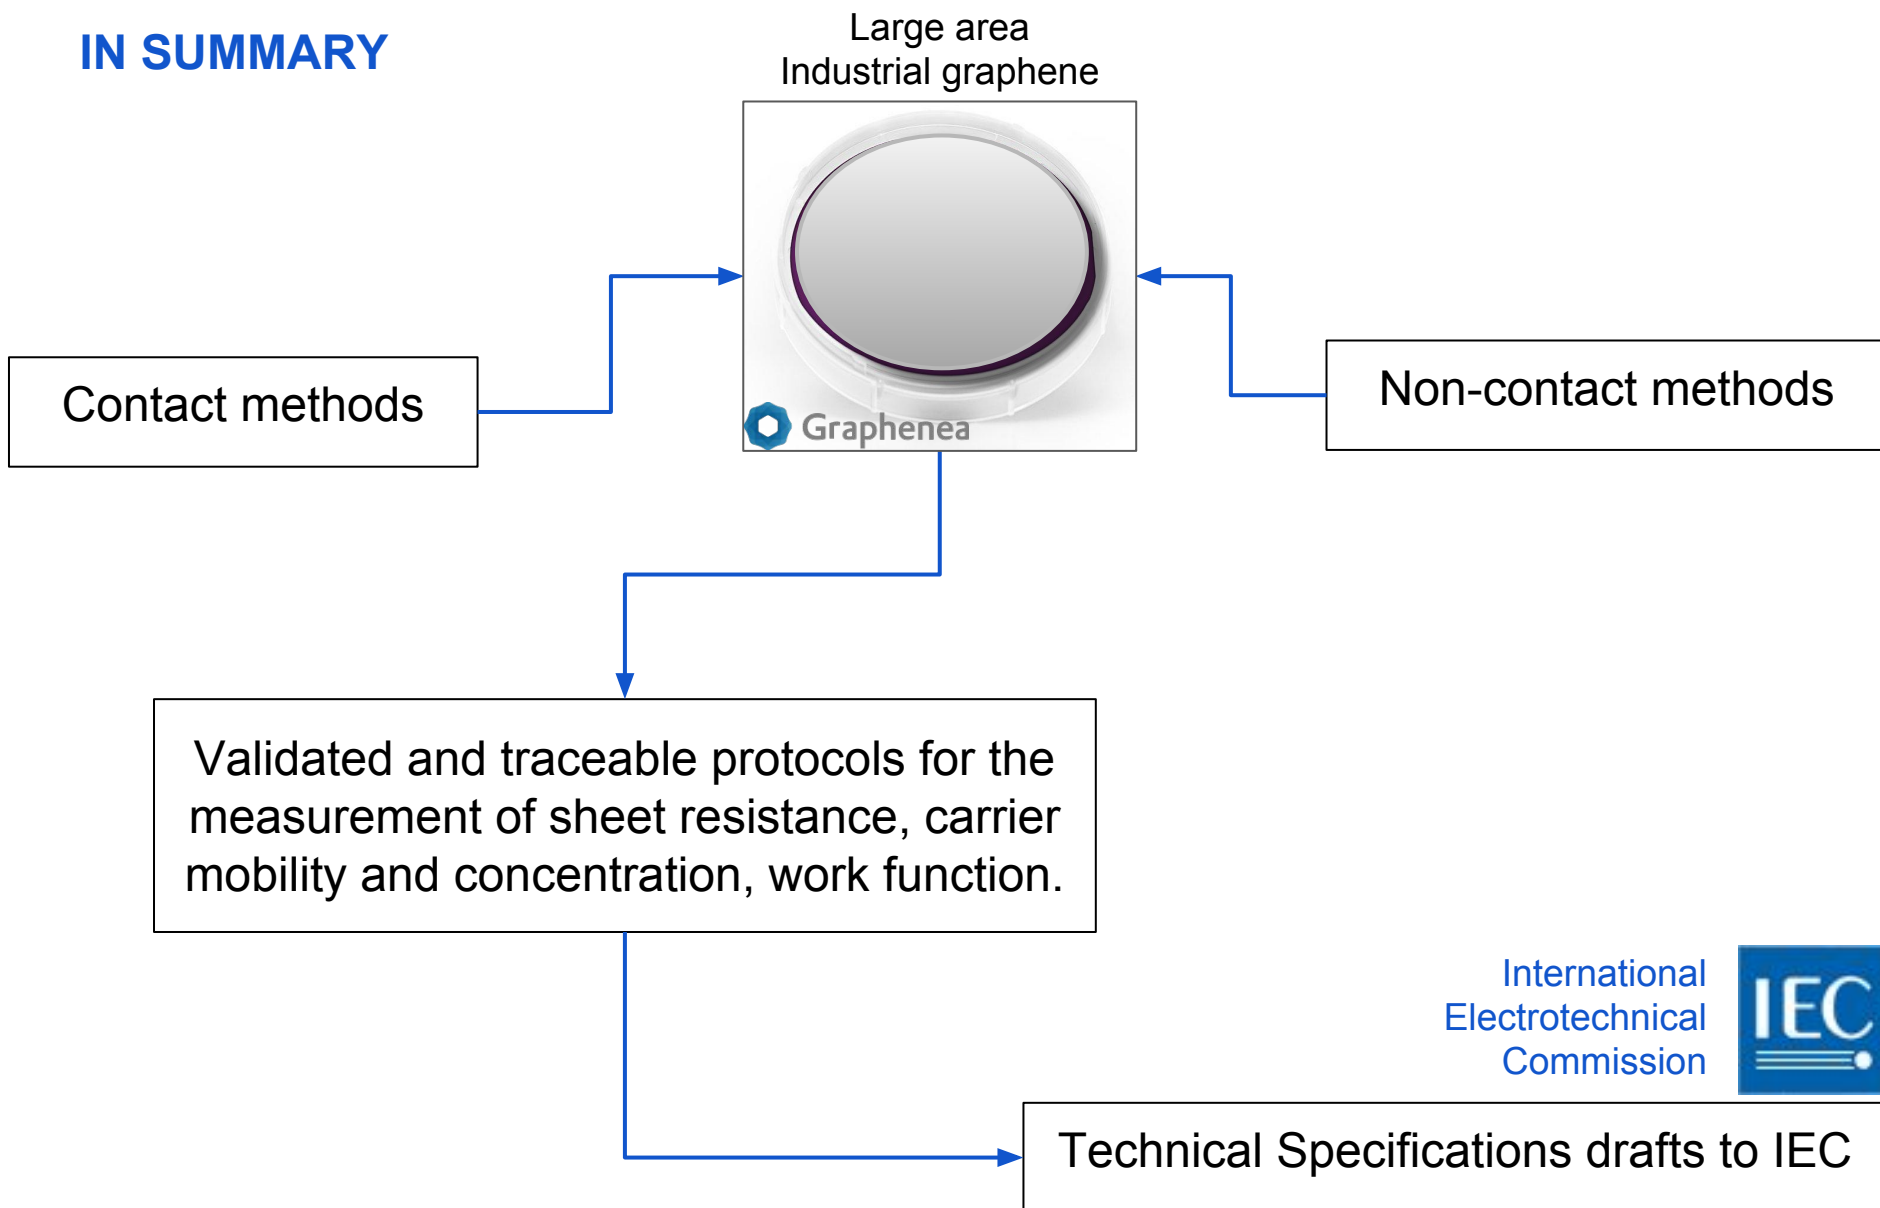 IN SUMMARY
Large area
Industrial graphene
Graphenea
Contact methods
Non-contact methods
Validated and traceable protocols for the
measurement of sheet resistance, carrier
mobility and concentration, work function.
International
Electrotechnical
Commission
IEC
Technical Specifications drafts to IEC